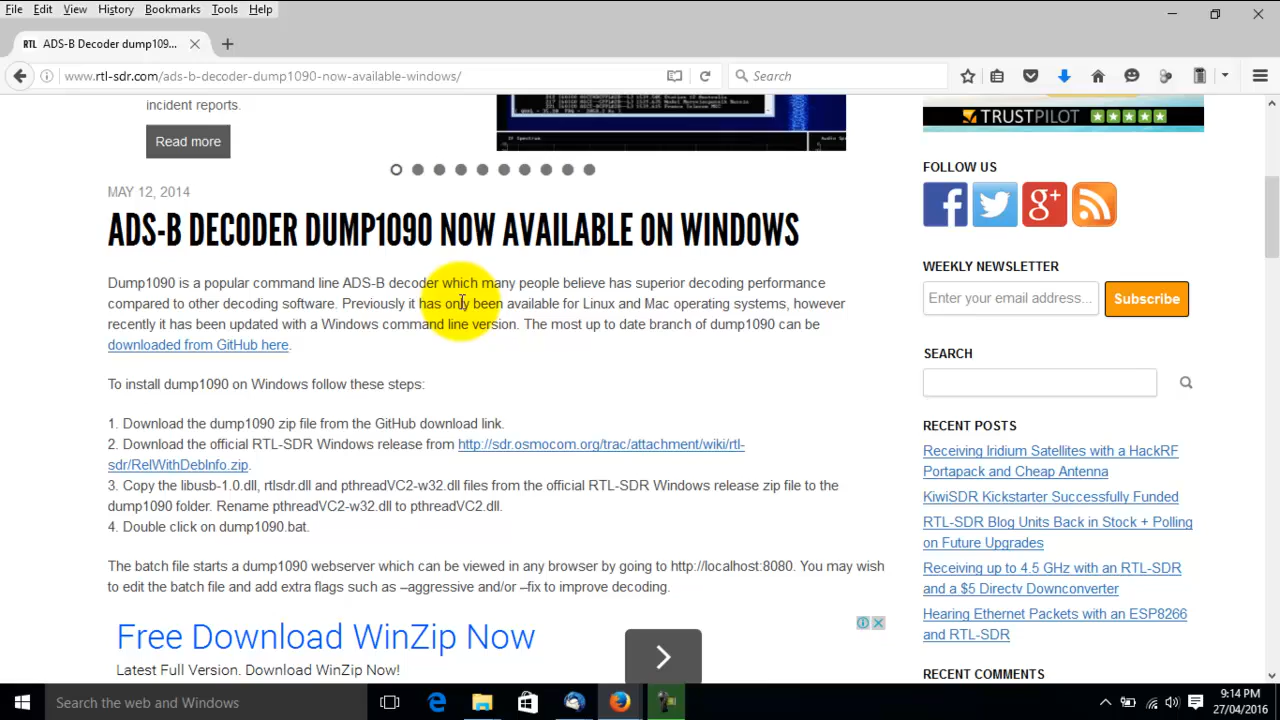 File Edit View History Bookmarks Tools Help
RTL ADS-B Decoder dump109...
www.rtl-sdr.com/ads-b-decoder-dump1090-now-available-windows/
Search
incident reports.
Read more
TRUSTPILOT
FOLLOW US
MAY 12, 2014
ADS-B DECODER DUMP1090 NOW AVAILABLE ON WINDOWS
Dump1090 is a popular command line ADS-B decoder which many people believe has superior decoding performance
compared to other decoding software. Previously it has only been available for Linux and Mac operating systems, however
recently it has been updated with a Windows command line version. The most up to date branch of dump1090 can be
downloaded from GitHub here.
To install dump1090 on Windows follow these steps:
1. Download the dump1090 zip file from the GitHub download link.
2. Download the official RTL-SDR Windows release from http://sdr.osmocom.org/trac/attachment/wiki/rtl-
sdr/RelWithDebInfo.zip.
3. Copy the libusb-1.0.dll, rtlsdr.dll and pthreadVC2-w32.dll files from the official RTL-SDR Windows release zip file to the
dump1090 folder. Rename pthreadVC2-w32.dll to pthreadVC2.dll.
4. Double click on dump1090.bat.
The batch file starts a dump1090 webserver which can be viewed in any browser by going to http://localhost:8080. You may wish
to edit the batch file and add extra flags such as –aggressive and/or –fix to improve decoding.
Free Download WinZip Now
Latest Full Version. Download WinZip Now!
WEEKLY NEWSLETTER
Enter your email address...
Subscribe
SEARCH
RECENT POSTS
Receiving Iridium Satellites with a HackRF
Portapack and Cheap Antenna
KiwiSDR Kickstarter Successfully Funded
RTL-SDR Blog Units Back in Stock + Polling
on Future Upgrades
Receiving up to 4.5 GHz with an RTL-SDR
and a $5 Directv Downconverter
Hearing Ethernet Packets with an ESP8266
and RTL-SDR
RECENT COMMENTS
Search the web and Windows
9:14 PM
27/04/2016